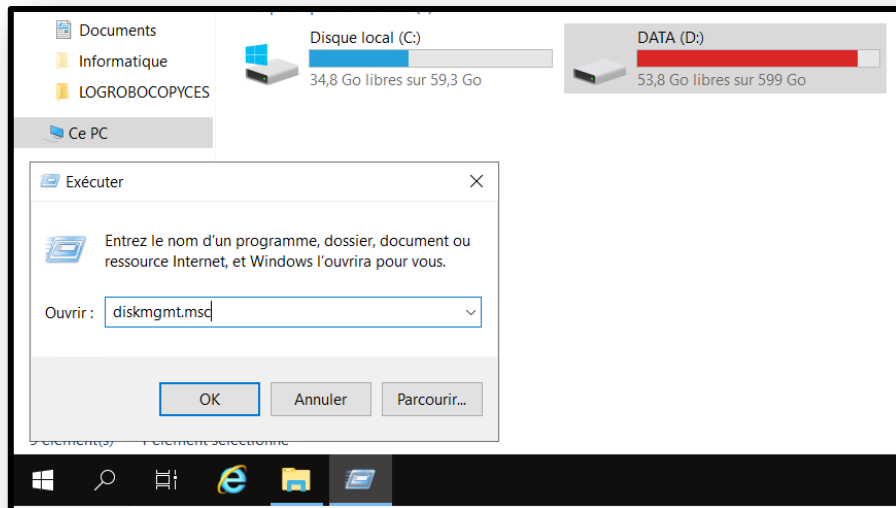 Documents
Informatique
LOGROBOCOPYCES
Ce PC
Disque local (C:)
34,8 Go libres sur 59,3 Go
DATA (D:)
53,8 Go libres sur 599 Go
Exécuter
Entrez le nom d'un programme, dossier, document ou
ressource Internet, et Windows l'ouvrira pour vous.
Ouvrir :
diskmgmt.msc
OK
Annuler
Parcourir...